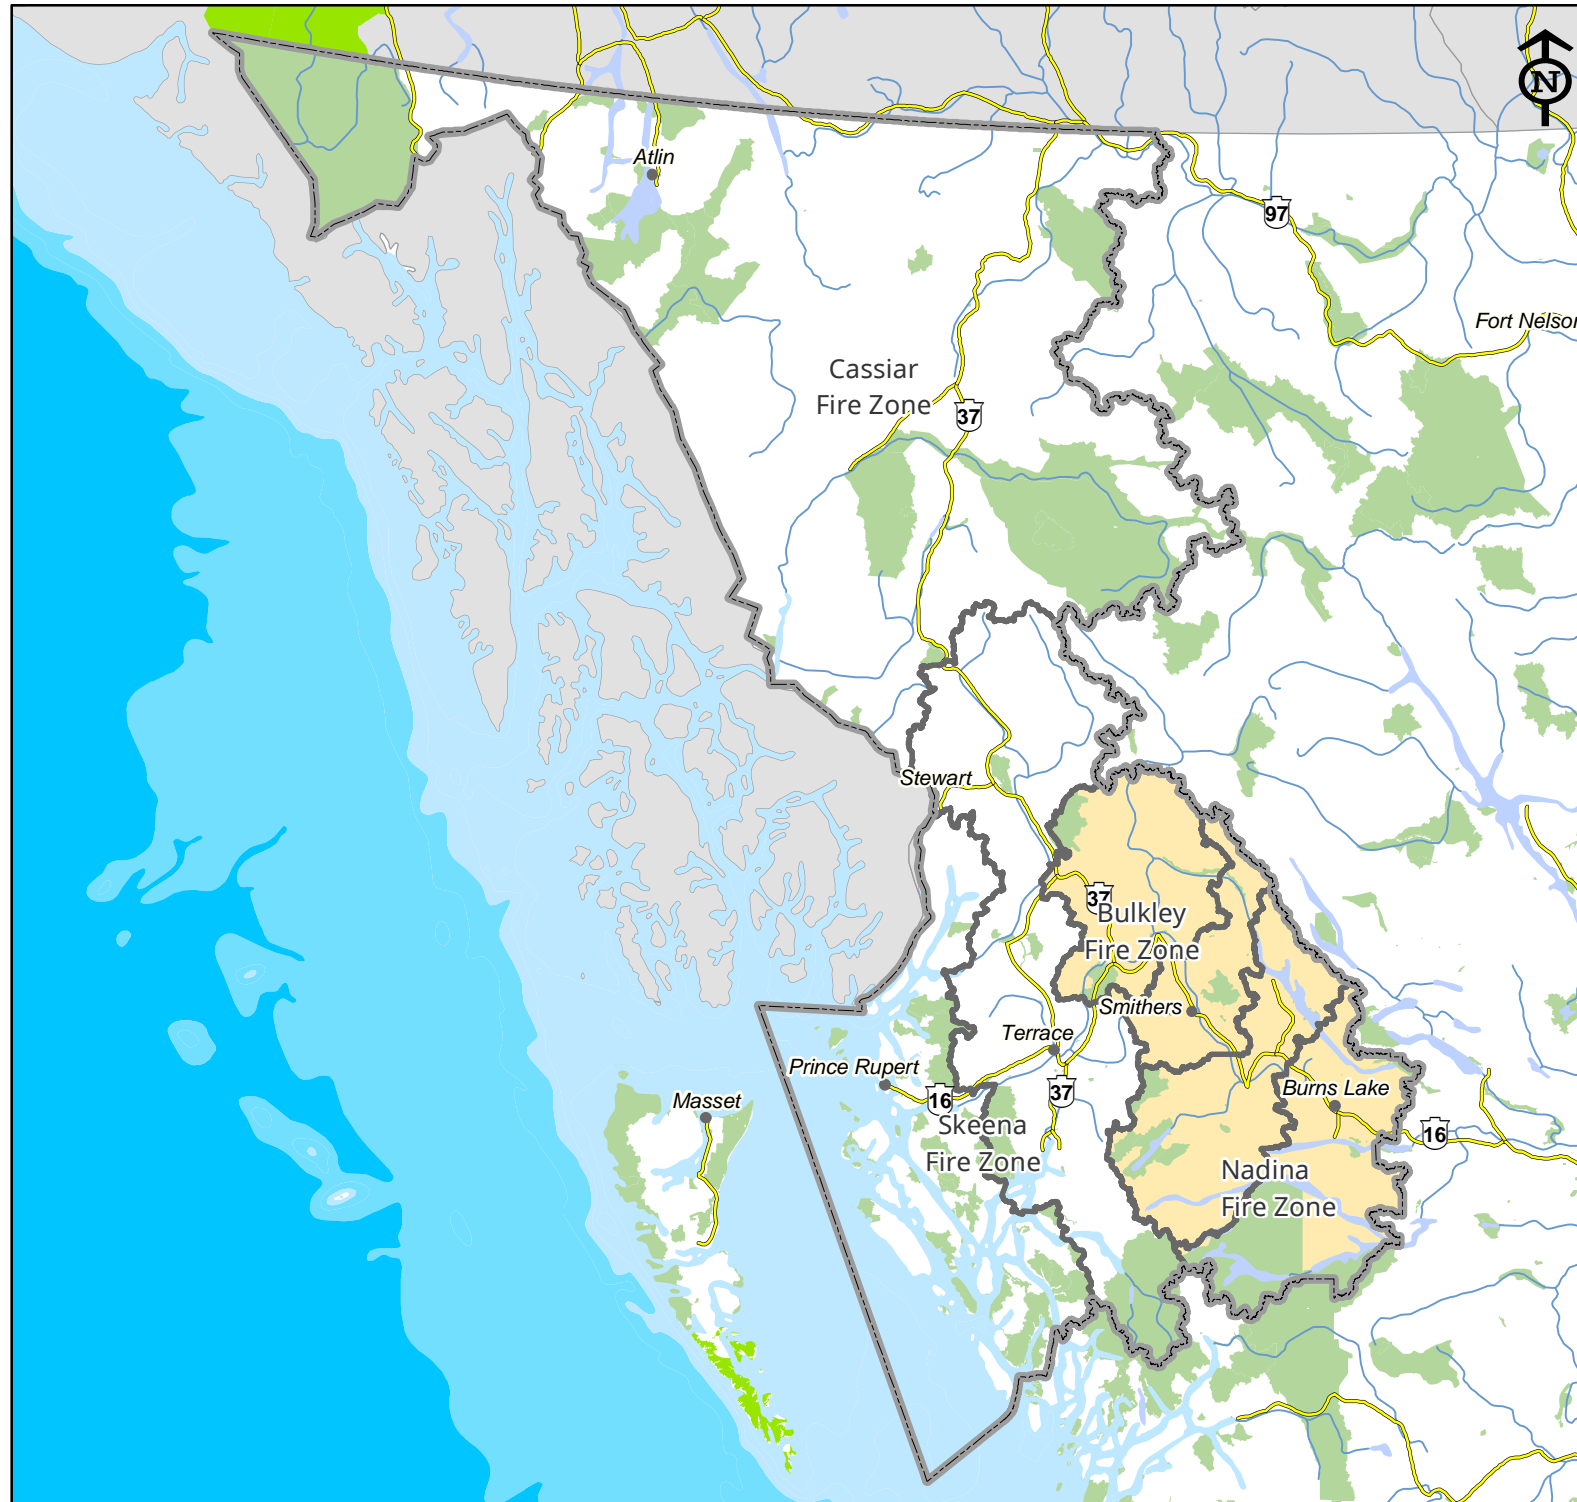 N
Atlin
97
Fort Nelson
Cassiar
Fire Zone
37
Stewart
37
Bulkley
Fire Zone
Smithers
Terrace
Prince Rupert
Masset
16
37
Burns Lake
Skeena
Fire Zone
16
Nadina
Fire Zone